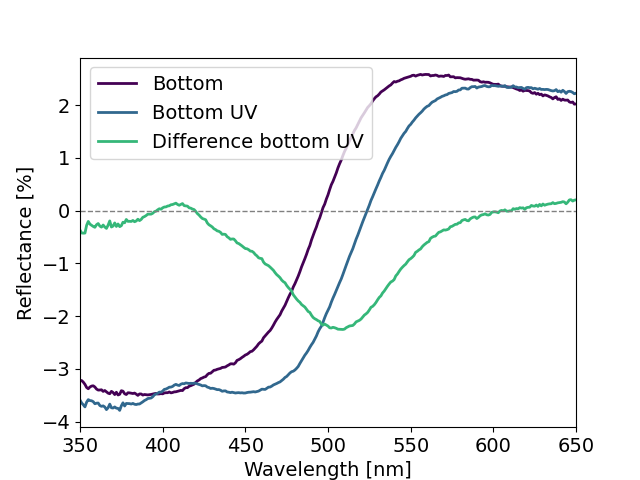 Bottom
Bottom UV
Difference bottom UV
Reflectance [%]
2
1
0
−1
−2
−3
−4
350 400 450 500 550 600 650
Wavelength [nm]